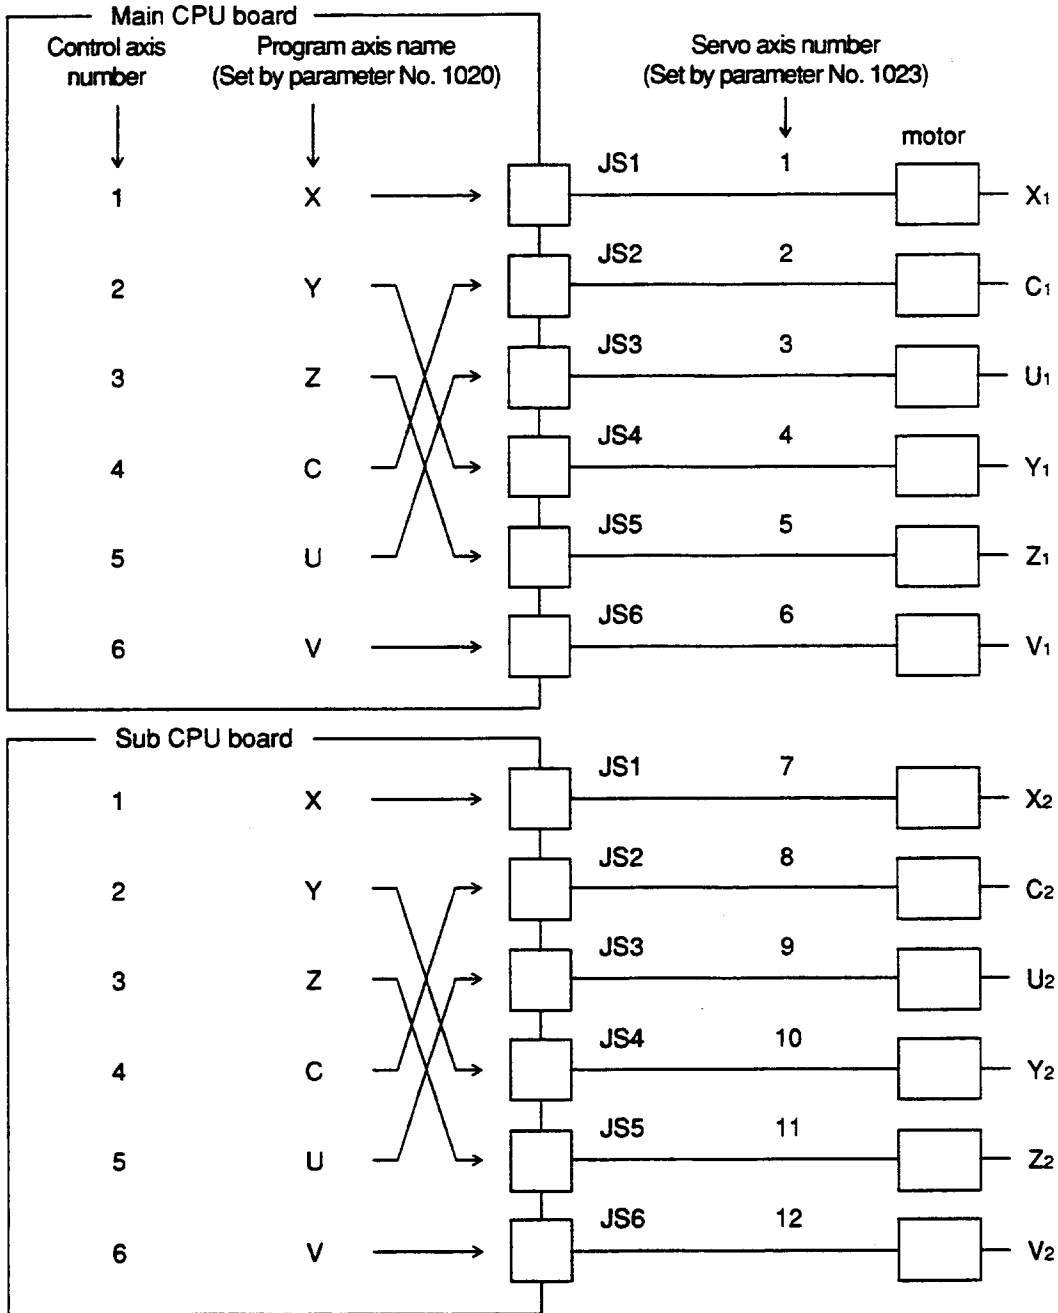 Main CPU board
Control axis number
Program axis name
(Set by parameter No. 1020)
Servo axis number
(Set by parameter No. 1023)
motor
1 X JS1 1 X1
2 Y JS2 2 C1
3 Z JS3 3 U1
4 C JS4 4 Y1
5 U JS5 5 Z1
6 V JS6 6 V1
Sub CPU board
1 X JS1 7 X2
2 Y JS2 8 C2
3 Z JS3 9 U2
4 C JS4 10 Y2
5 U JS5 11 Z2
6 V JS6 12 V2